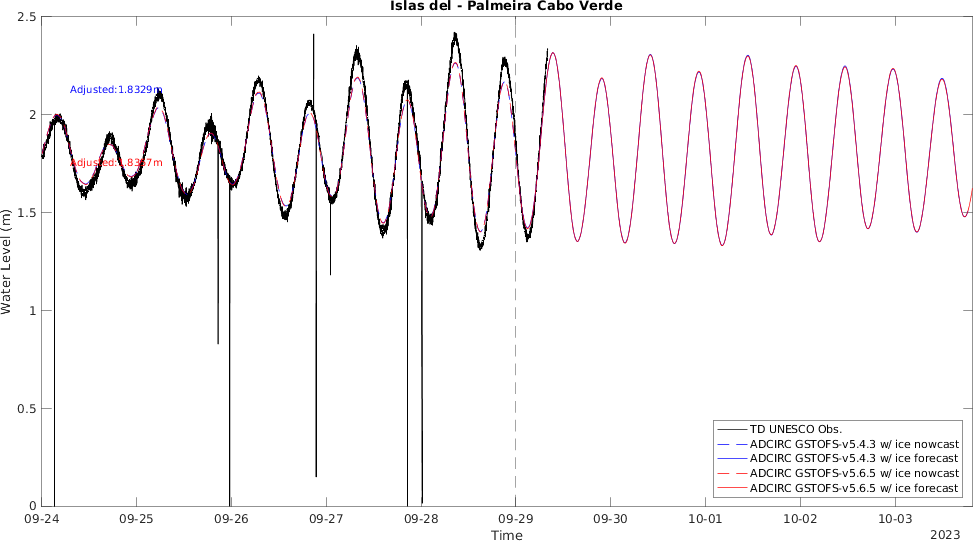 Islas del - Palmeira Cabo Verde
2.5
2
1.5
1
0.5
0
Water Level (m)
Adjusted:1.8329m
Adjusted:1.8367m
TD UNESCO Obs.
ADCIRC GSTOFS-v5.4.3 w/ ice nowcast
ADCIRC GSTOFS-v5.4.3 w/ ice forecast
ADCIRC GSTOFS-v5.6.5 w/ ice nowcast
ADCIRC GSTOFS-v5.6.5 w/ ice forecast
09-24 09-25 09-26 09-27 09-28 09-29 09-30 10-01 10-02 10-03
Time
2023